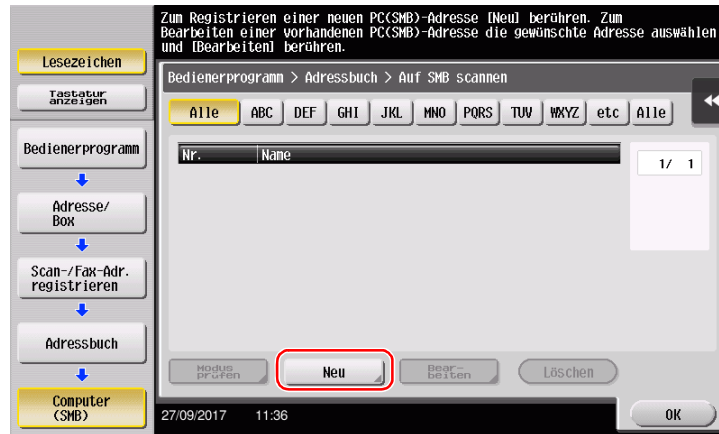 Zum Registrieren einer neuen PC(SMB)-Adresse [Neu] berühren. Zum
Bearbeiten einer vorhandenen PC(SMB)-Adresse die gewünschte Adresse auswählen
und [Bearbeiten] berühren.
Lesezeichen
Tastatur
anzeigen
Bedienerprogramm
Adresse/
Box
Scan-/Fax-Adr.
registrieren
Adressbuch
Computer
(SMB)
Bedienerprogramm > Adressbuch > Auf SMB scannen
Alle ABC DEF GHI JKL MNO PQRS TUV WXYZ etc Alle
Nr. Name
1/ 1
Modus
prüfen
Neu
Bear-
beiten
Löschen
27/09/2017 11:36
OK